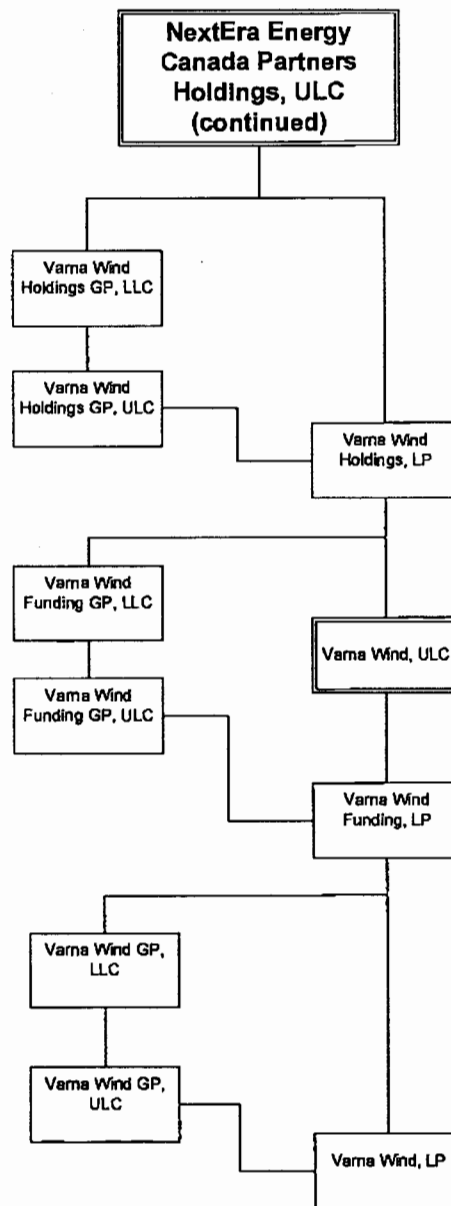 NextEra Energy
Canada Partners
Holdings, ULC
(continued)
Varna Wind
Holdings GP, LLC
Varna Wind
Holdings GP, ULC
Varna Wind
Holdings, LP
Varna Wind
Funding GP, LLC
Varna Wind, ULC
Varna Wind
Funding GP, ULC
Varna Wind
Funding, LP
Varna Wind GP,
LLC
Varna Wind GP,
ULC
Varna Wind, LP